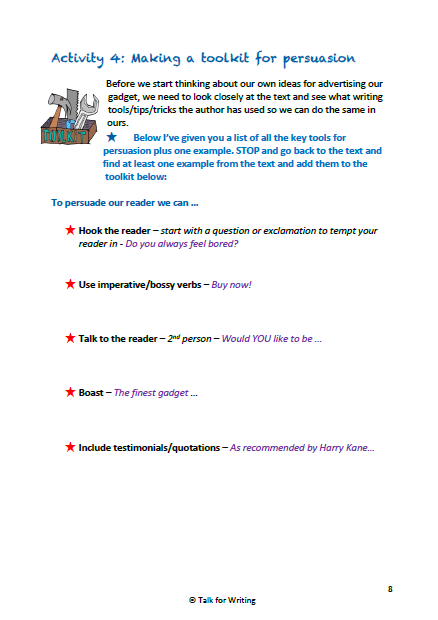 Activity 4: Making a toolkit for persuasion
Before we start thinking about our own ideas for advertising our
gadget, we need to look closely at the text and see what writing
tools/tips/tricks the author has used so we can do the same in
ours.
TOOLKIT
★ Below I've given you a list of all the key tools for
persuasion plus one example. STOP and go back to the text and
find at least one example from the text and add them to the
toolkit below:
To persuade our reader we can ...
★ Hook the reader – start with a question or exclamation to tempt your
reader in - Do you always feel bored?
★ Use imperative/bossy verbs – Buy now!
★ Talk to the reader – 2nd person – Would YOU like to be ...
★ Boast – The finest gadget ...
★ Include testimonials/quotations – As recommended by Harry Kane...
8
© Talk for Writing